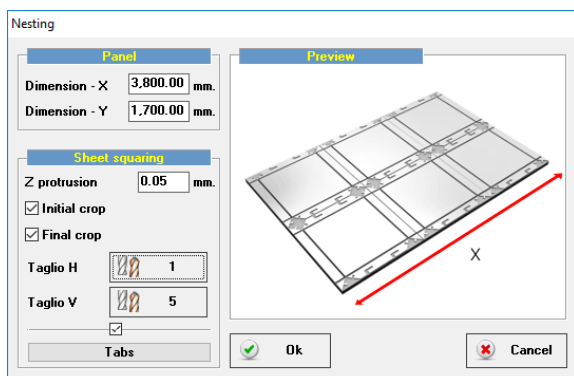 Nesting
Panel
Dimension - X 3,800.00 mm.
Dimension - Y 1,700.00 mm.
Sheet squaring
Z protrusion 0.05 mm.
Initial crop
Final crop
Taglio H 1
Taglio V 5
Tabs
Preview
X
Ok
Cancel